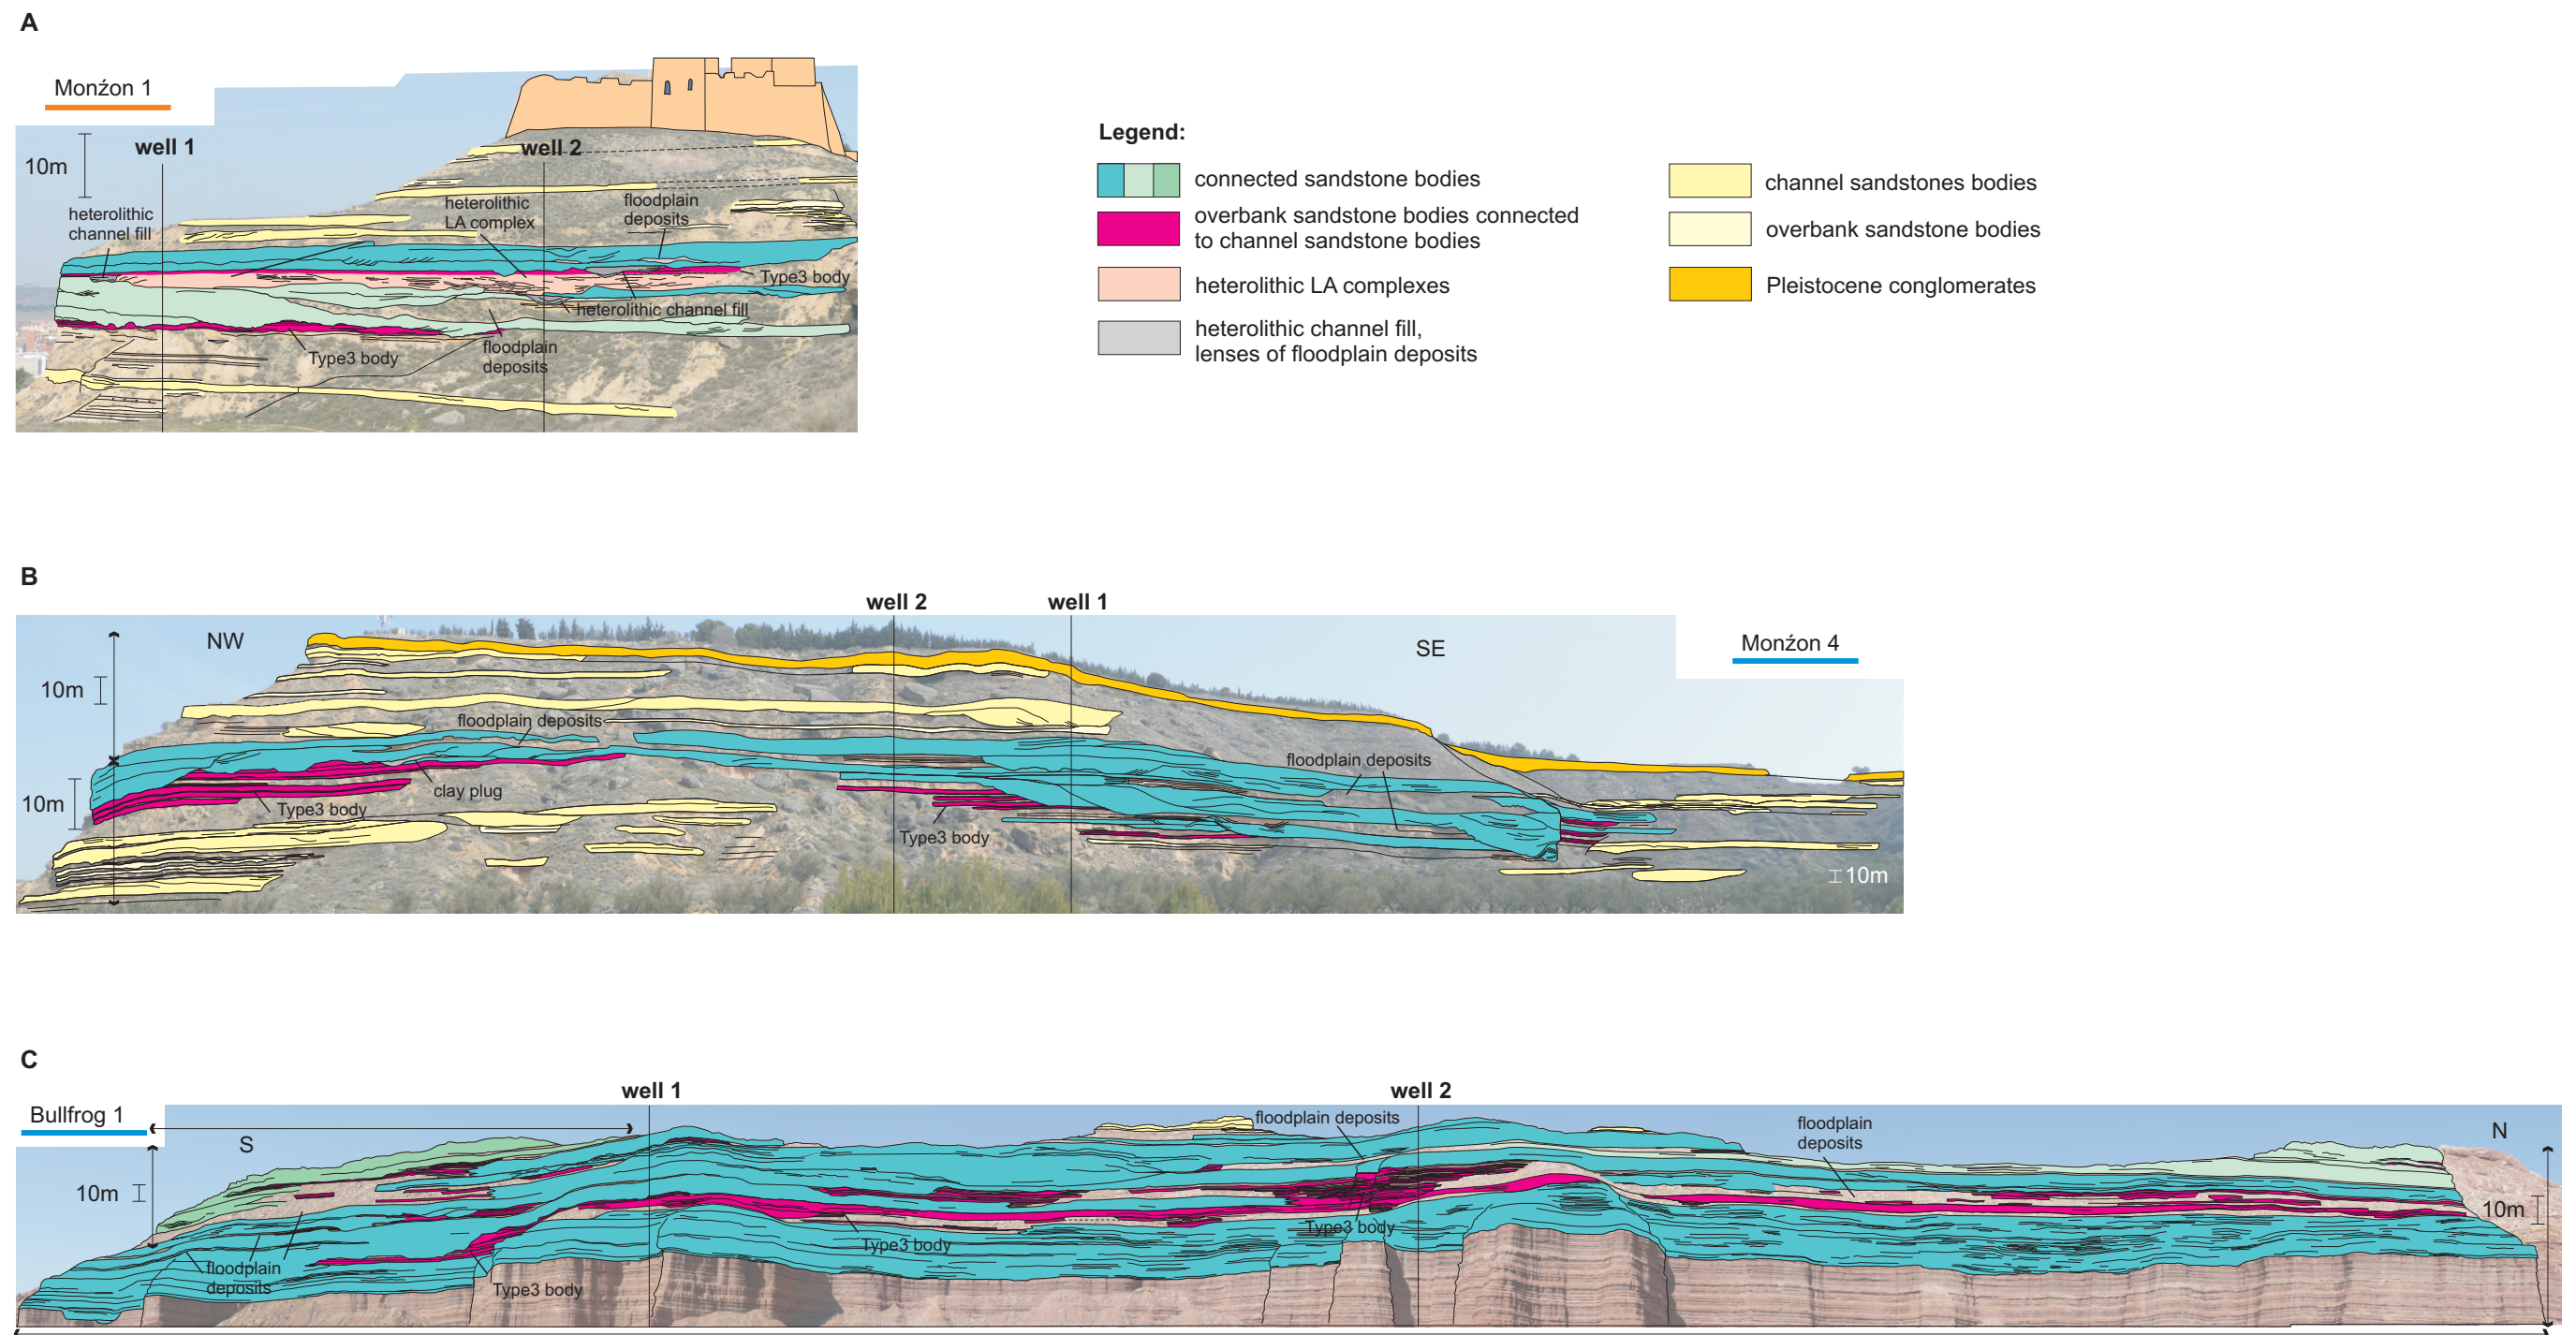 A
Monźon 1
10m
well 1
well 2
heterolithic
channel fill
heterolithic
LA complex
floodplain
deposits
Type3 body
heterolithic channel fill
Type3 body
floodplain
deposits
Legend:
connected sandstone bodies
overbank sandstone bodies connected
to channel sandstone bodies
heterolithic LA complexes
heterolithic channel fill,
lenses of floodplain deposits
channel sandstones bodies
overbank sandstone bodies
Pleistocene conglomerates
B
well 2
well 1
NW
SE
Monźon 4
10m
floodplain deposits
floodplain deposits
clay plug
10m
Type3 body
Type3 body
10m
C
well 1
well 2
Bullfrog 1
S
floodplain deposits
floodplain
deposits
N
10m
10m
Type3 body
Type3 body
floodplain
deposits
Type3 body